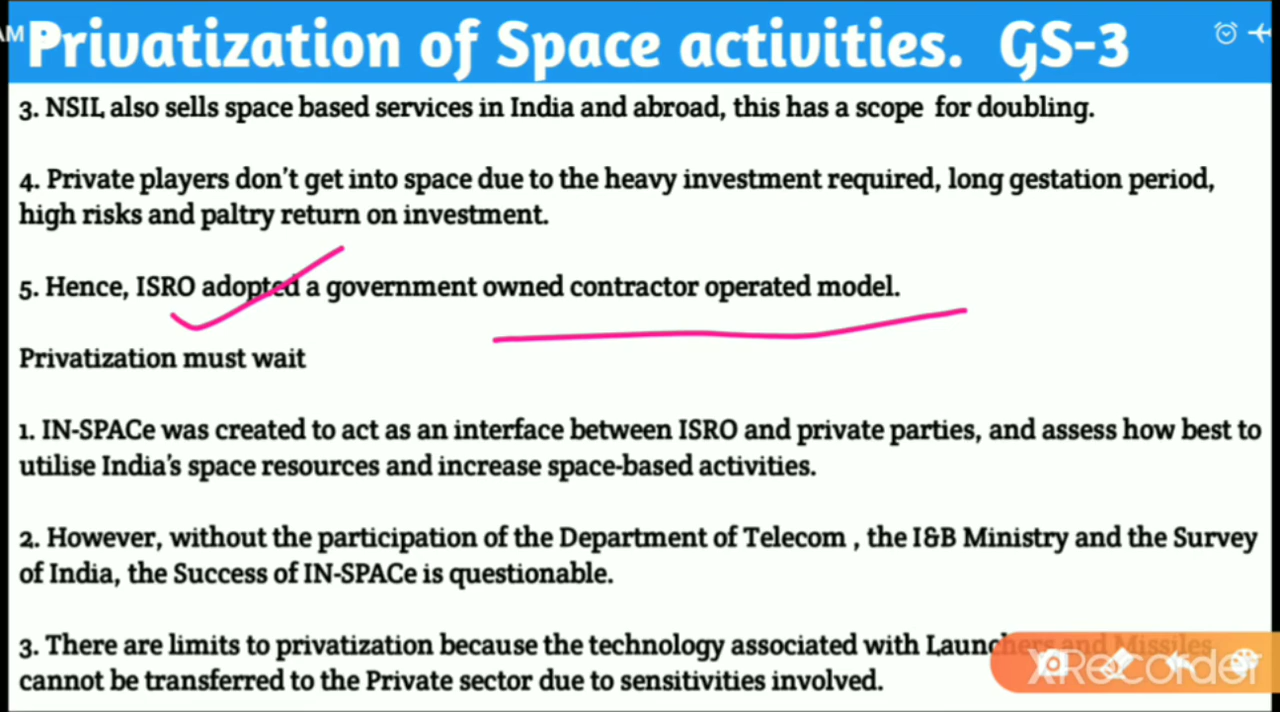 AM
Privatization of Space activities. GS-3
3. NSIL also sells space based services in India and abroad, this has a scope for doubling.
4. Private players don't get into space due to the heavy investment required, long gestation period,
high risks and paltry return on investment.
5. Hence, ISRO adopted a government owned contractor operated model.
Privatization must wait
1. IN-SPACe was created to act as an interface between ISRO and private parties, and assess how best to
utilise India's space resources and increase space-based activities.
2. However, without the participation of the Department of Telecom , the I&B Ministry and the Survey
of India, the Success of IN-SPACe is questionable.
3. There are limits to privatization because the technology associated with Launchers and Missiles
cannot be transferred to the Private sector due to sensitivities involved.
XRecorder